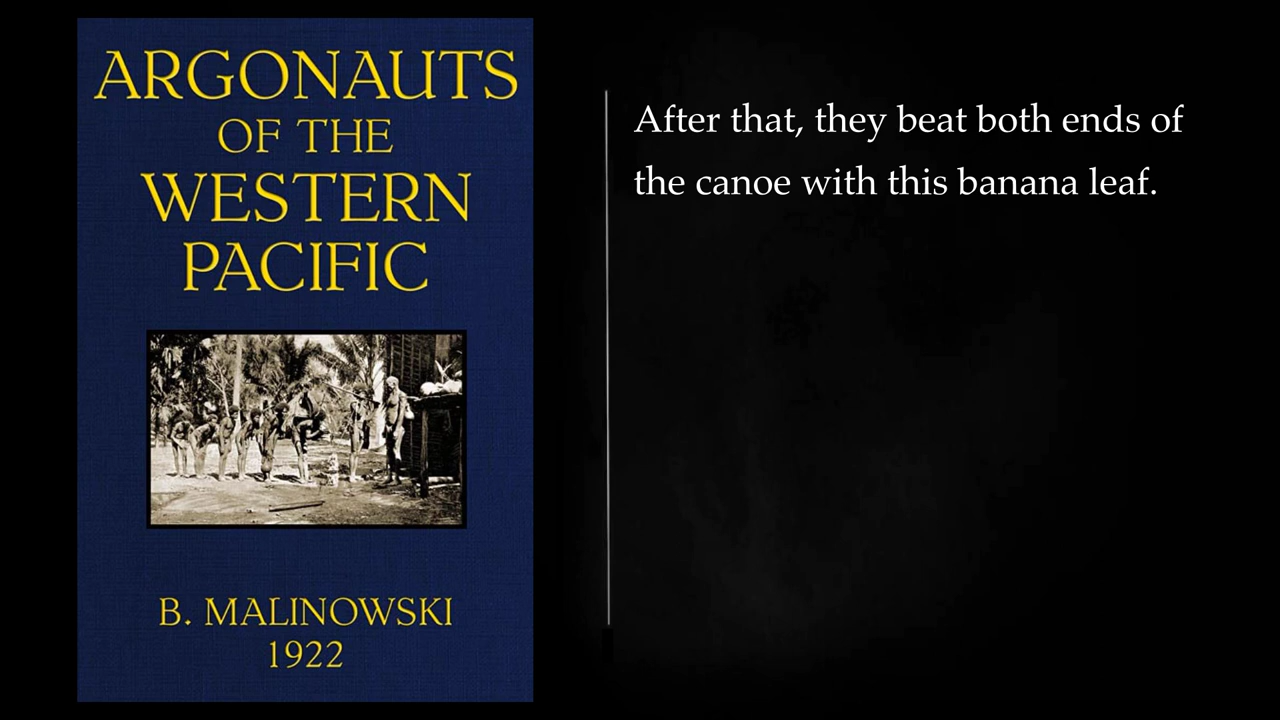 ARGONAUTS
OF THE
WESTERN
PACIFIC
B. MALINOWSKI
1922
After that, they beat both ends of
the canoe with this banana leaf.